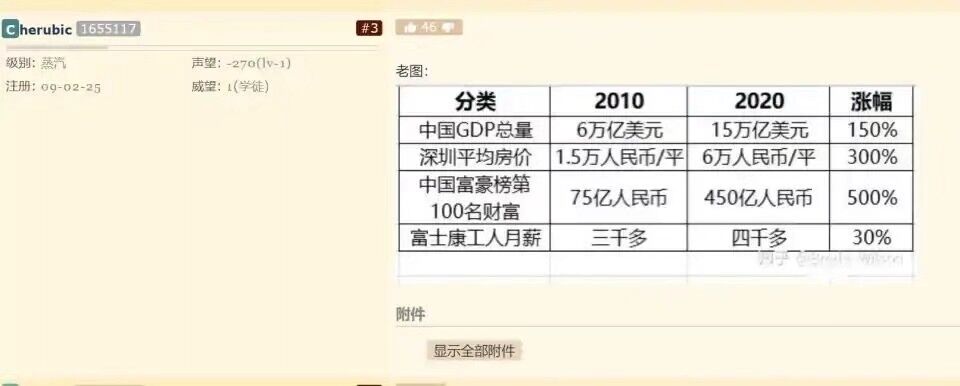 Cherubic 1655117 #3
级别: 蒸汽 声望: -270(lv-1)
注册: 09-02-25 威望: 1(学徒)
46
老图:
分类 2010 2020 涨幅
中国GDP总量 6万亿美元 15万亿美元 150%
深圳平均房价 1.5万人民币/平 6万人民币/平 300%
中国富豪榜第
100名财富 75亿人民币 450亿人民币 500%
富士康工人月薪 三千多 四千多 30%
附件
显示全部附件